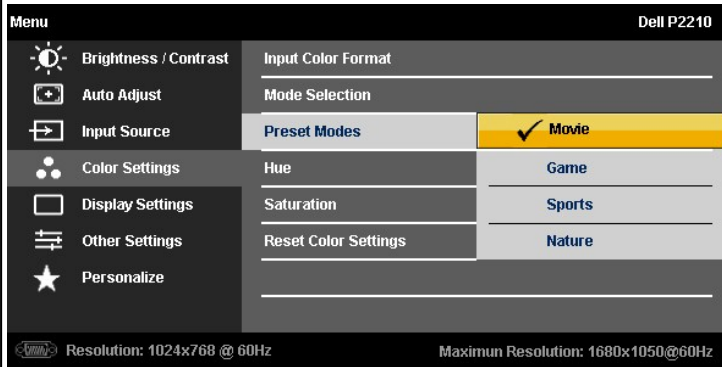 Menu Dell P2210
Brightness / Contrast Input Color Format
Auto Adjust Mode Selection
Input Source Preset Modes Movie
Color Settings Hue Game
Display Settings Saturation Sports
Other Settings Reset Color Settings Nature
Personalize
Resolution: 1024x768 @ 60Hz Maximun Resolution: 1680x1050@60Hz